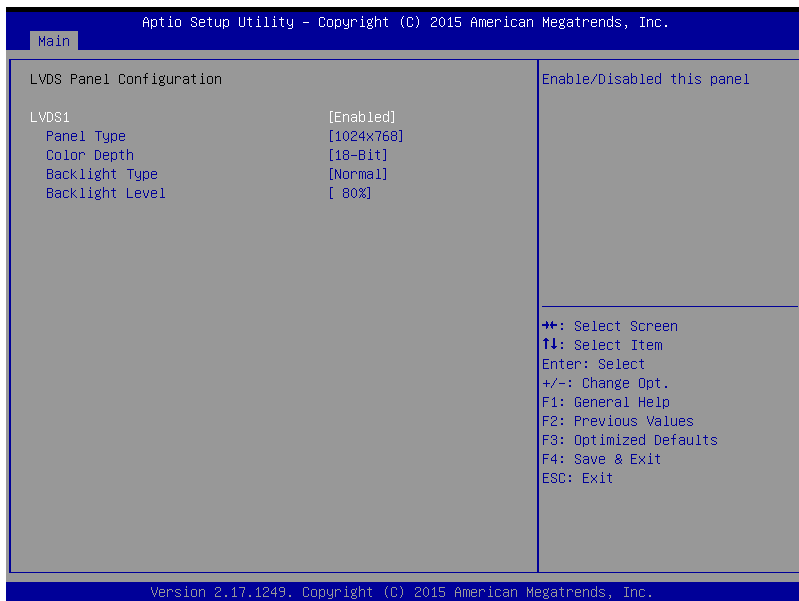 Aptio Setup Utility – Copyright (C) 2015 American Megatrends, Inc.
Main
LVDS Panel Configuration
LVDS1 [Enabled]
Panel Type [1024x768]
Color Depth [18-Bit]
Backlight Type [Normal]
Backlight Level [ 80%]
Enable/Disabled this panel
→←: Select Screen
↑↓: Select Item
Enter: Select
+/-: Change Opt.
F1: General Help
F2: Previous Values
F3: Optimized Defaults
F4: Save & Exit
ESC: Exit
Version 2.17.1249. Copyright (C) 2015 American Megatrends, Inc.